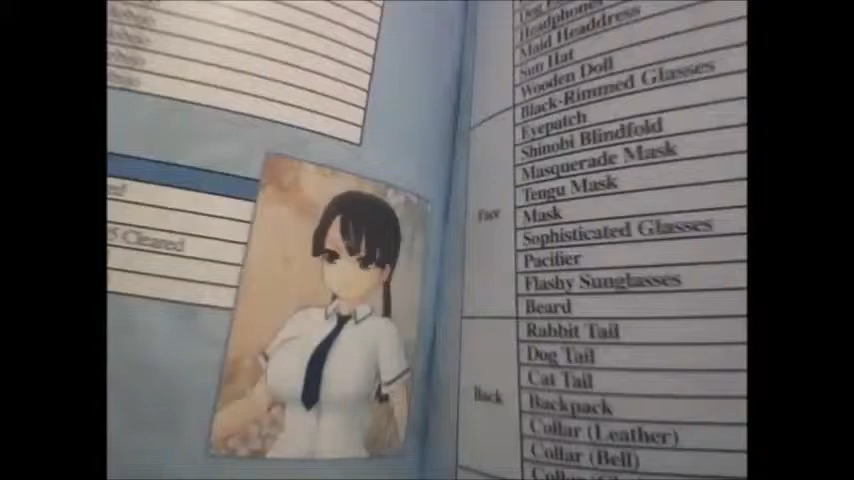 5 Cleared
Headphones
Maid Headdress
Sun Hat
Wooden Doll
Face
Black-Rimmed Glasses
Eyepatch
Shinobi Blindfold
Masquerade Mask
Tengu Mask
Mask
Sophisticated Glasses
Pacifier
Flashy Sunglasses
Beard
Back
Rabbit Tail
Dog Tail
Cat Tail
Backpack
Collar (Leather)
Collar (Bell)